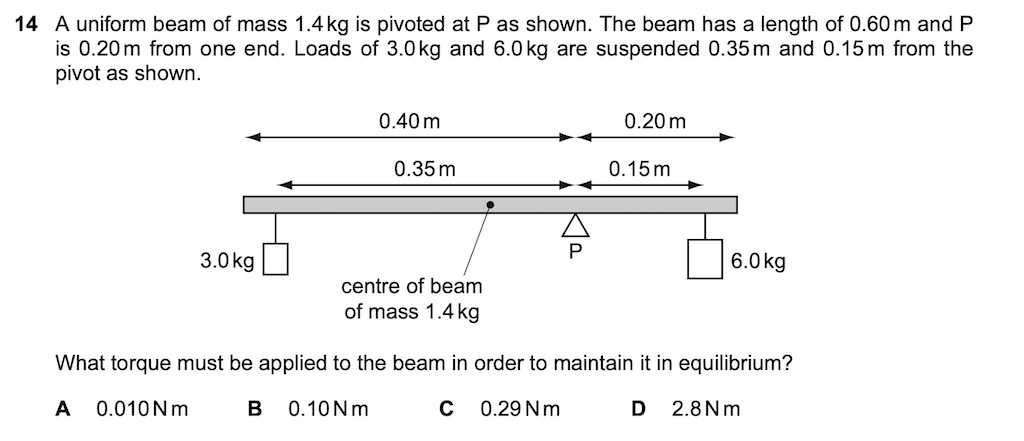 14 A uniform beam of mass 1.4 kg is pivoted at P as shown. The beam has a length of 0.60 m and P
is 0.20 m from one end. Loads of 3.0 kg and 6.0 kg are suspended 0.35 m and 0.15 m from the
pivot as shown.
0.40 m 0.20 m
0.35 m 0.15 m
P
3.0 kg 6.0 kg
centre of beam
of mass 1.4 kg
What torque must be applied to the beam in order to maintain it in equilibrium?
A 0.010 N m B 0.10 N m C 0.29 N m D 2.8 N m